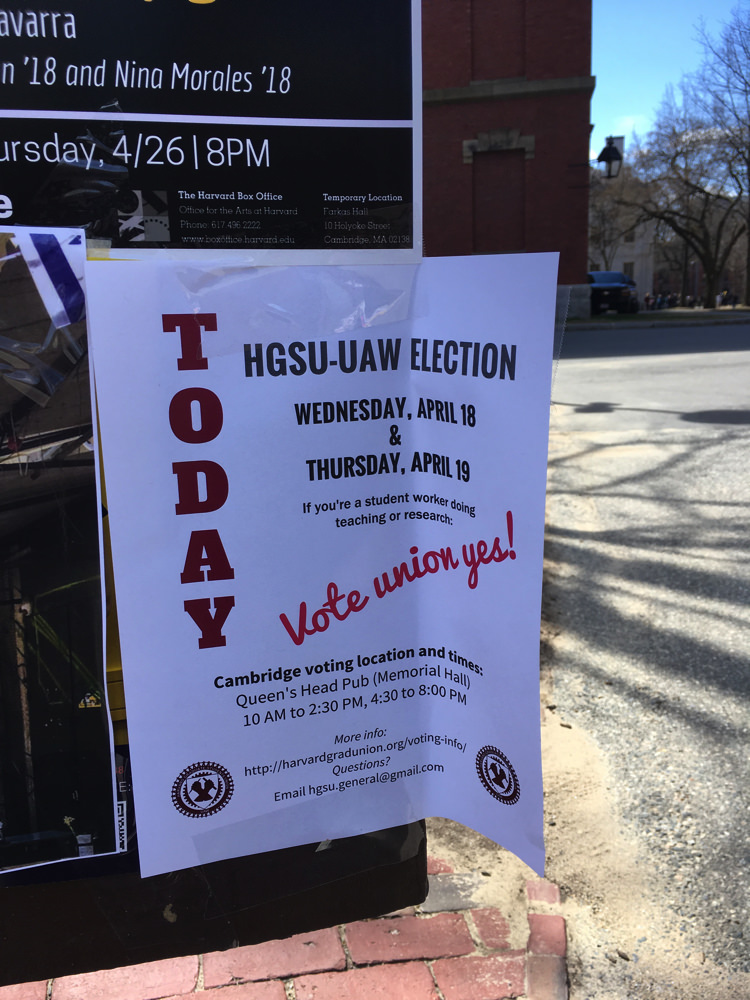 avarra
n '18 and Nina Morales '18
ursday, 4/26 | 8PM
e
The Harvard Box Office
Office for the Arts at Harvard
Phone: 617 496 2222
www.boxoffice.harvard.edu
Temporary Location
Farkas Hall
10 Holyoke Street
Cambridge, MA 02138
TODAY
HGSU-UAW ELECTION
WEDNESDAY, APRIL 18
&
THURSDAY, APRIL 19
If you're a student worker doing
teaching or research:
Vote union yes!
Cambridge voting location and times:
Queen's Head Pub (Memorial Hall)
10 AM to 2:30 PM, 4:30 to 8:00 PM
More info:
http://harvardgradunion.org/voting-info/
Questions?
Email hgsu.general@gmail.com